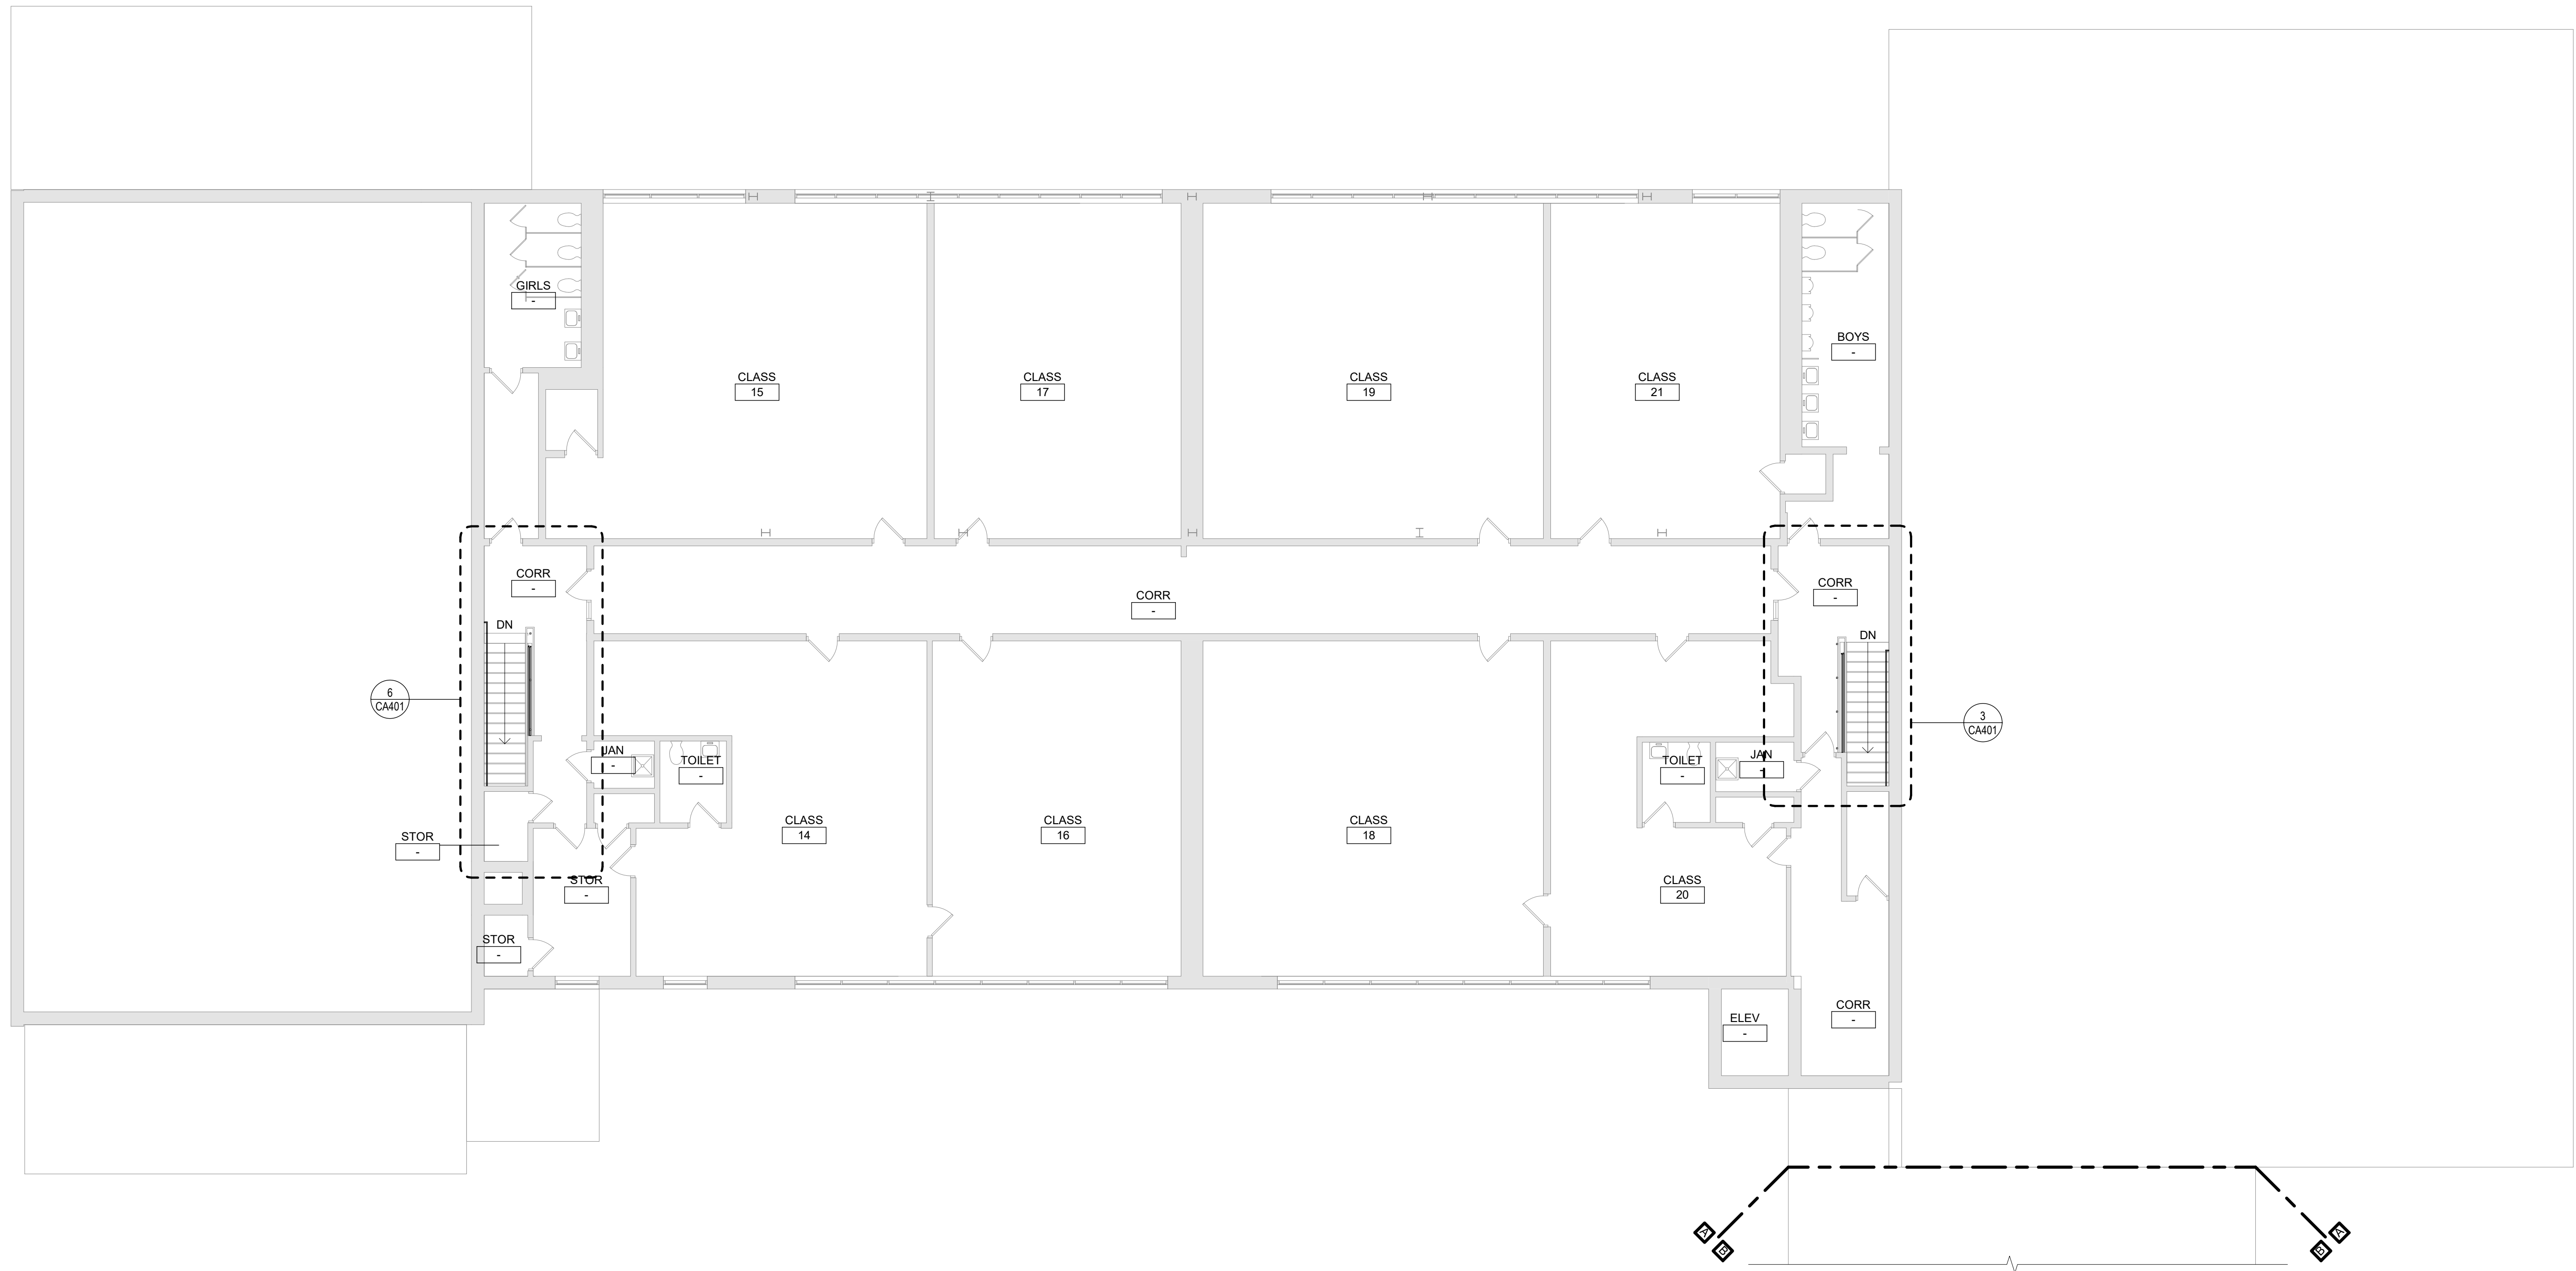 GIRLS
-
BOYS
-
CLASS
15
CLASS
17
CLASS
19
CLASS
21
CORR
-
CORR
-
CORR
-
DN
DN
6
CA401
3
CA401
JAN
-
TOILET
-
TOILET
-
JAN
-
CLASS
14
CLASS
16
CLASS
18
CLASS
20
STOR
-
STOR
-
STOR
-
ELEV
-
CORR
-
A
B
A
B